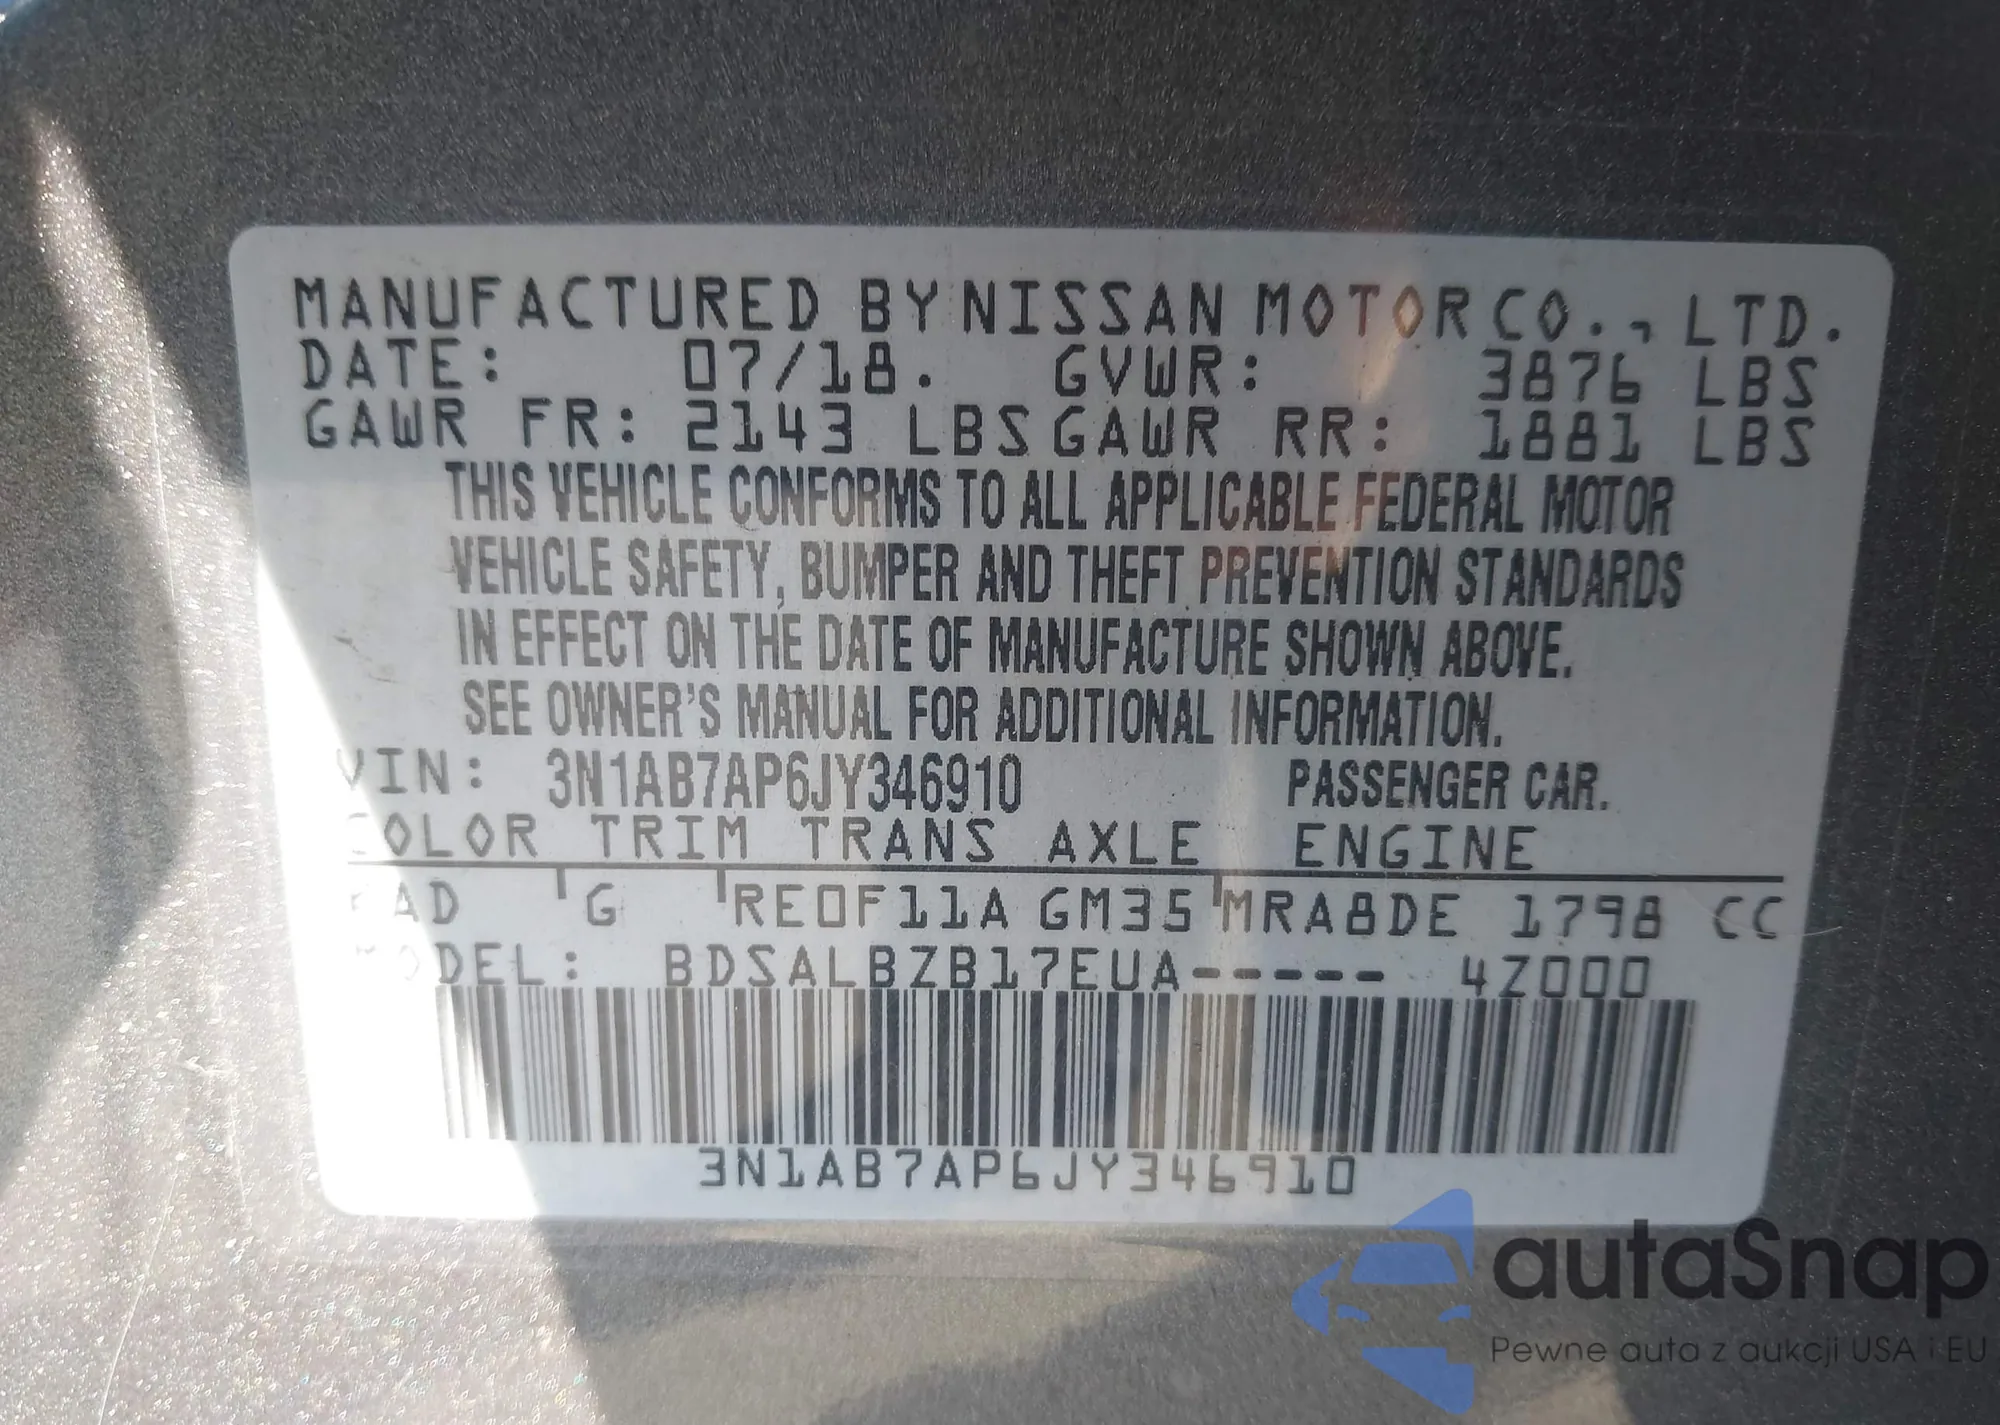 MANUFACTURED BY NISSAN MOTOR CO., LTD.
DATE: 07/18. GVWR: 3876 LBS
GAWR FR: 2143 LBS GAWR RR: 1881 LBS
THIS VEHICLE CONFORMS TO ALL APPLICABLE FEDERAL MOTOR
VEHICLE SAFETY, BUMPER AND THEFT PREVENTION STANDARDS
IN EFFECT ON THE DATE OF MANUFACTURE SHOWN ABOVE.
SEE OWNER'S MANUAL FOR ADDITIONAL INFORMATION.
VIN: 3N1AB7AP6JY346910 PASSENGER CAR.
COLOR TRIM TRANS AXLE ENGINE
G RE0F11A GM35 MRA8DE 1798 CC
MODEL: BDSALBZB17EUA----- 4Z000
3N1AB7AP6JY346910
autaSnap
Pewne auta z aukcji USA i EU